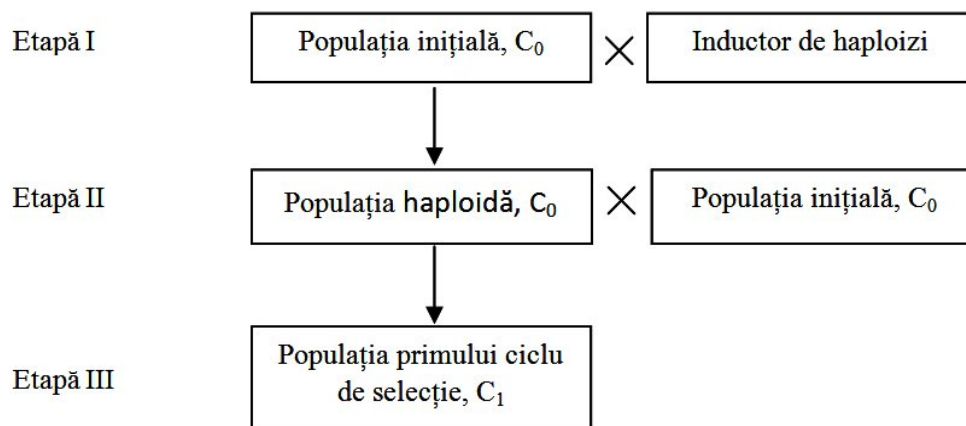 Etapă I
Populația inițială, C₀ × Inductor de haploizi
Etapă II
Populația haploidă, C₀ × Populația inițială, C₀
Etapă III
Populația primului ciclu
de selecție, C₁